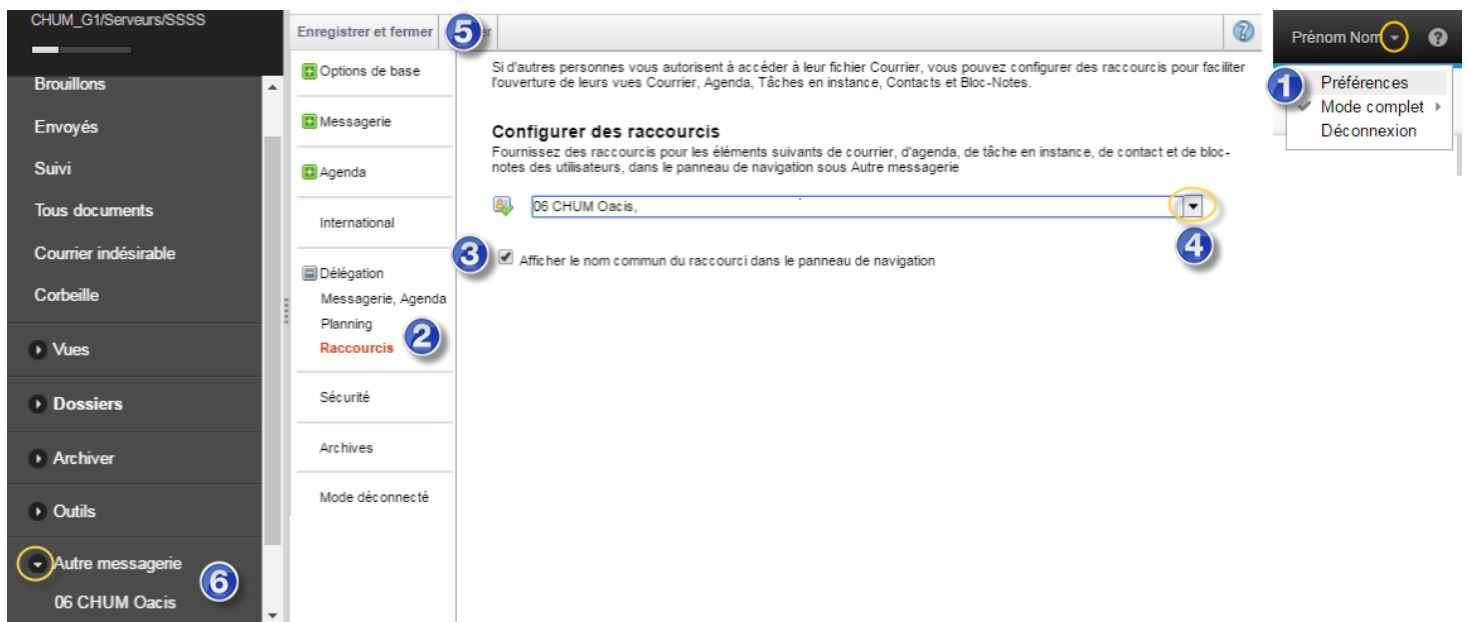 CHUM_G1/Serveurs/SSSS
Brouillons
Envoyés
Suivi
Tous documents
Courrier indésirable
Corbeille
Vues
Dossiers
Archiver
Outils
Autre messagerie
06 CHUM Oacis
6
Enregistrer et fermer
5
Options de base
Messagerie
Agenda
International
Délégation
Messagerie, Agenda
Planning
Raccourcis
2
Sécurité
Archives
Mode déconnecté
Si d'autres personnes vous autorisent à accéder à leur fichier Courrier, vous pouvez configurer des raccourcis pour faciliter
l'ouverture de leurs vues Courrier, Agenda, Tâches en instance, Contacts et Bloc-Notes.
Configurer des raccourcis
Fournissez des raccourcis pour les éléments suivants de courrier, d'agenda, de tâche en instance, de contact et de bloc-
notes des utilisateurs, dans le panneau de navigation sous Autre messagerie
06 CHUM Oacis,
4
3
Afficher le nom commun du raccourci dans le panneau de navigation
Prénom Nom
?
1
Préférences
Mode complet
Déconnexion